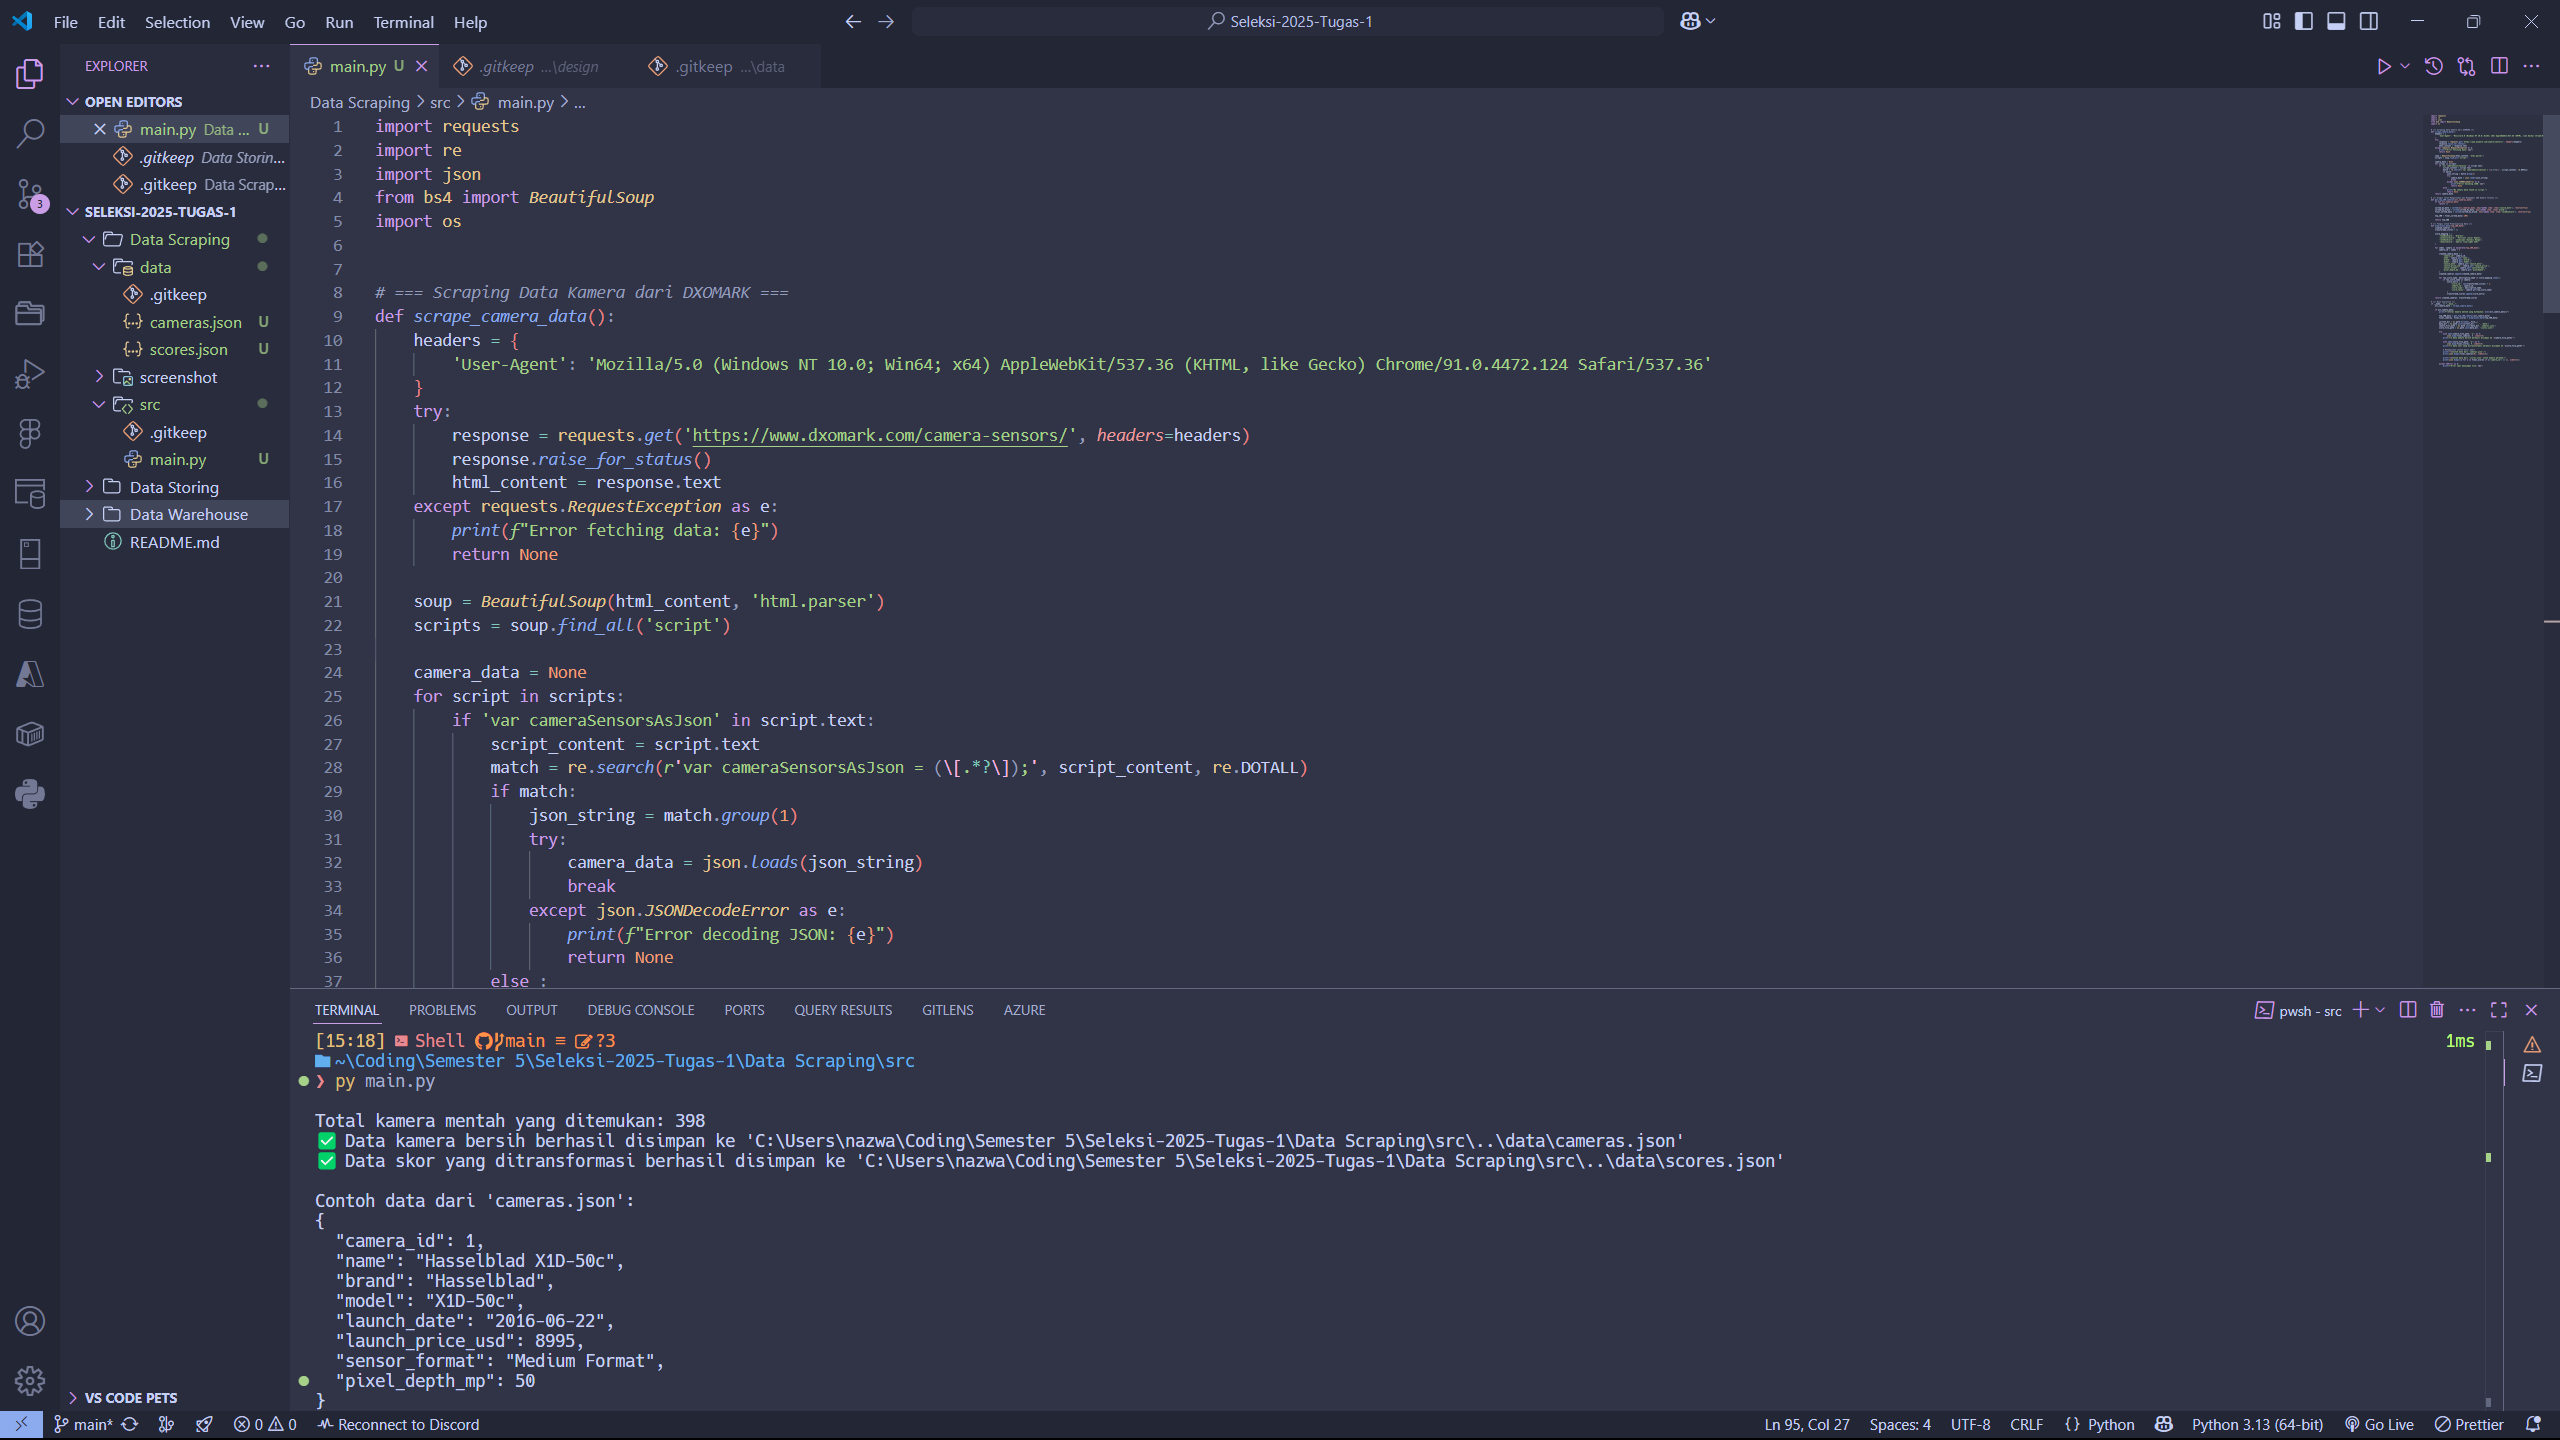 File Edit Selection View Go Run Terminal Help
Seleksi-2025-Tugas-1
EXPLORER
OPEN EDITORS
main.py Data ... U
.gitkeep Data Storin...
.gitkeep Data Scrap...
SELEKSI-2025-TUGAS-1
Data Scraping
data
.gitkeep
cameras.json U
scores.json U
screenshot
src
.gitkeep
main.py U
Data Storing
Data Warehouse
README.md
VS CODE PETS
3
main.py U
.gitkeep ...\design
.gitkeep ...\data
Data Scraping > src > main.py > ...
1 import requests
2 import re
3 import json
4 from bs4 import BeautifulSoup
5 import os
6
7
8 # === Scraping Data Kamera dari DXOMARK ===
9 def scrape_camera_data():
10 headers = {
11 'User-Agent': 'Mozilla/5.0 (Windows NT 10.0; Win64; x64) AppleWebKit/537.36 (KHTML, like Gecko) Chrome/91.0.4472.124 Safari/537.36'
12 }
13 try:
14 response = requests.get('https://www.dxomark.com/camera-sensors/', headers=headers)
15 response.raise_for_status()
16 html_content = response.text
17 except requests.RequestException as e:
18 print(f"Error fetching data: {e}")
19 return None
20
21 soup = BeautifulSoup(html_content, 'html.parser')
22 scripts = soup.find_all('script')
23
24 camera_data = None
25 for script in scripts:
26 if 'var cameraSensorsAsJson' in script.text:
27 script_content = script.text
28 match = re.search(r'var cameraSensorsAsJson = (\[.*?\]);', script_content, re.DOTALL)
29 if match:
30 json_string = match.group(1)
31 try:
32 camera_data = json.loads(json_string)
33 break
34 except json.JSONDecodeError as e:
35 print(f"Error decoding JSON: {e}")
36 return None
37 else :
TERMINAL PROBLEMS OUTPUT DEBUG CONSOLE PORTS QUERY RESULTS GITLENS AZURE
pwsh - src
[15:18] Shell main ≡ ?3 1ms
~\Coding\Semester 5\Seleksi-2025-Tugas-1\Data Scraping\src
❯ py main.py
Total kamera mentah yang ditemukan: 398
✅ Data kamera bersih berhasil disimpan ke 'C:\Users\nazwa\Coding\Semester 5\Seleksi-2025-Tugas-1\Data Scraping\src\..\data\cameras.json'
✅ Data skor yang ditransformasi berhasil disimpan ke 'C:\Users\nazwa\Coding\Semester 5\Seleksi-2025-Tugas-1\Data Scraping\src\..\data\scores.json'
Contoh data dari 'cameras.json':
{
"camera_id": 1,
"name": "Hasselblad X1D-50c",
"brand": "Hasselblad",
"model": "X1D-50c",
"launch_date": "2016-06-22",
"launch_price_usd": 8995,
"sensor_format": "Medium Format",
"pixel_depth_mp": 50
}
main* 0 0 Reconnect to Discord Ln 95, Col 27 Spaces: 4 UTF-8 CRLF {} Python Python 3.13 (64-bit) Go Live Prettier